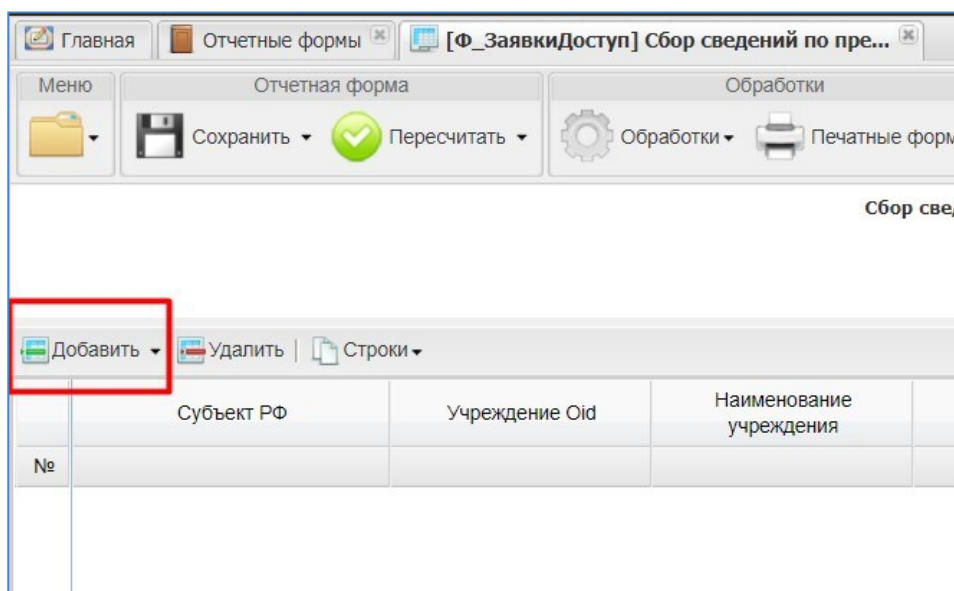 Главная Отчетные формы [Ф_ЗаявкиДоступ] Сбор сведений по пре...
Меню Отчетная форма Обработки
Сохранить Пересчитать Обработки Печатные форм
Сбор све
Добавить Удалить | Строки
Субъект РФ Учреждение Oid Наименование
учреждения
№